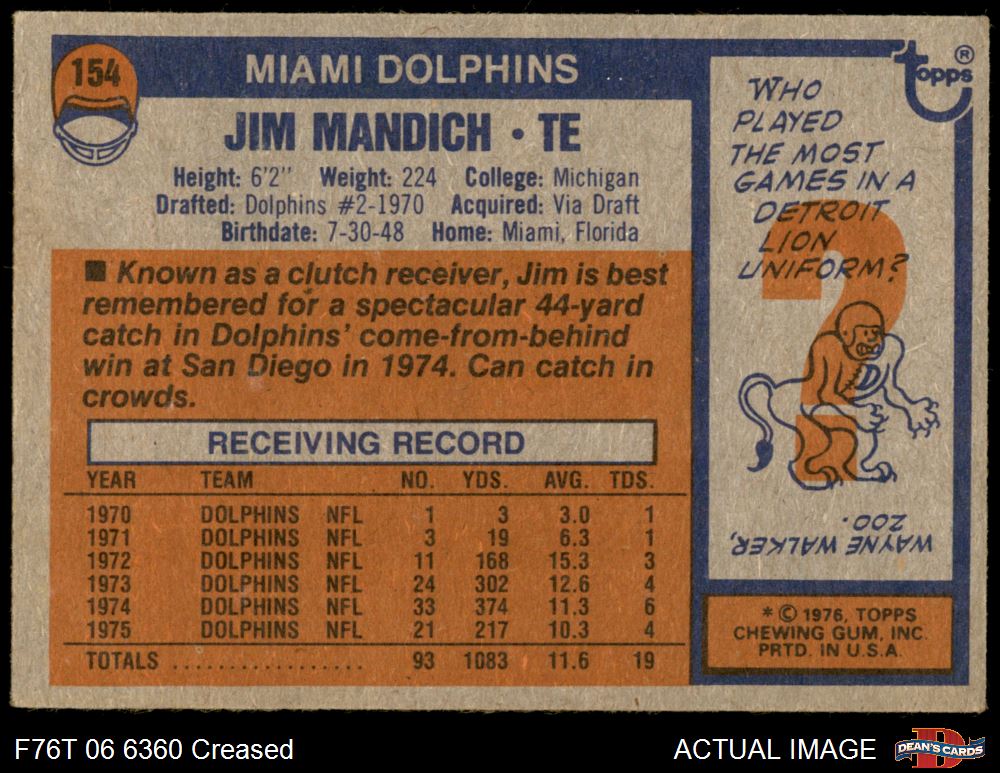 154
MIAMI DOLPHINS
JIM MANDICH • TE
Height: 6'2" Weight: 224 College: Michigan
Drafted: Dolphins #2-1970 Acquired: Via Draft
Birthdate: 7-30-48 Home: Miami, Florida
■ Known as a clutch receiver, Jim is best
remembered for a spectacular 44-yard
catch in Dolphins' come-from-behind
win at San Diego in 1974. Can catch in
crowds.
RECEIVING RECORD
YEAR TEAM NO. YDS. AVG. TDS.
1970 DOLPHINS NFL 1 3 3.0 1
1971 DOLPHINS NFL 3 19 6.3 1
1972 DOLPHINS NFL 11 168 15.3 3
1973 DOLPHINS NFL 24 302 12.6 4
1974 DOLPHINS NFL 33 374 11.3 6
1975 DOLPHINS NFL 21 217 10.3 4
TOTALS .................. 93 1083 11.6 19
topps ®
WHO
PLAYED
THE MOST
GAMES IN A
DETROIT
LION
UNIFORM?
?
D
WAYNE WALKER,
200.
* © 1976, TOPPS
CHEWING GUM, INC.
PRTD. IN U.S.A.
F76T 06 6360 Creased
ACTUAL IMAGE
D
DEAN'S CARDS